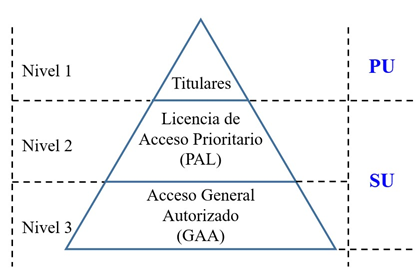 Nivel 1
Titulares
PU
Nivel 2
Licencia de
Acceso Prioritario
(PAL)
SU
Nivel 3
Acceso General
Autorizado
(GAA)